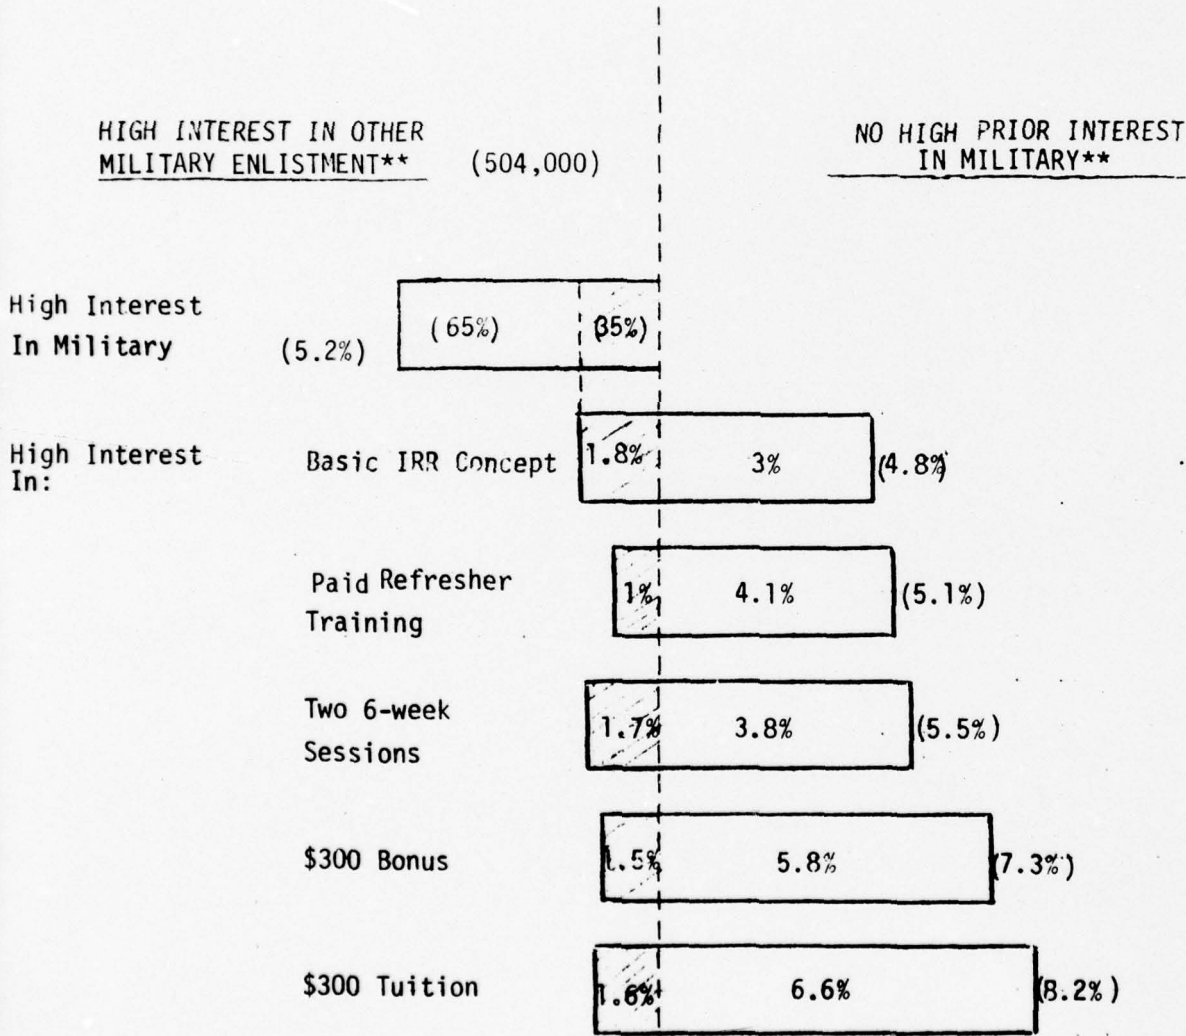 HIGH INTEREST IN OTHER
MILITARY ENLISTMENT** (504,000)
NO HIGH PRIOR INTEREST
IN MILITARY**
High Interest
In Military (5.2%) (65%) (35%)
High Interest
In:
Basic IRR Concept 1.8% 3% (4.8%)
Paid Refresher
Training
1% 4.1% (5.1%)
Two 6-week
Sessions
1.7% 3.8% (5.5%)
$300 Bonus 1.5% 5.8% (7.3%)
$300 Tuition 1.6% 6.6% (8.2%)